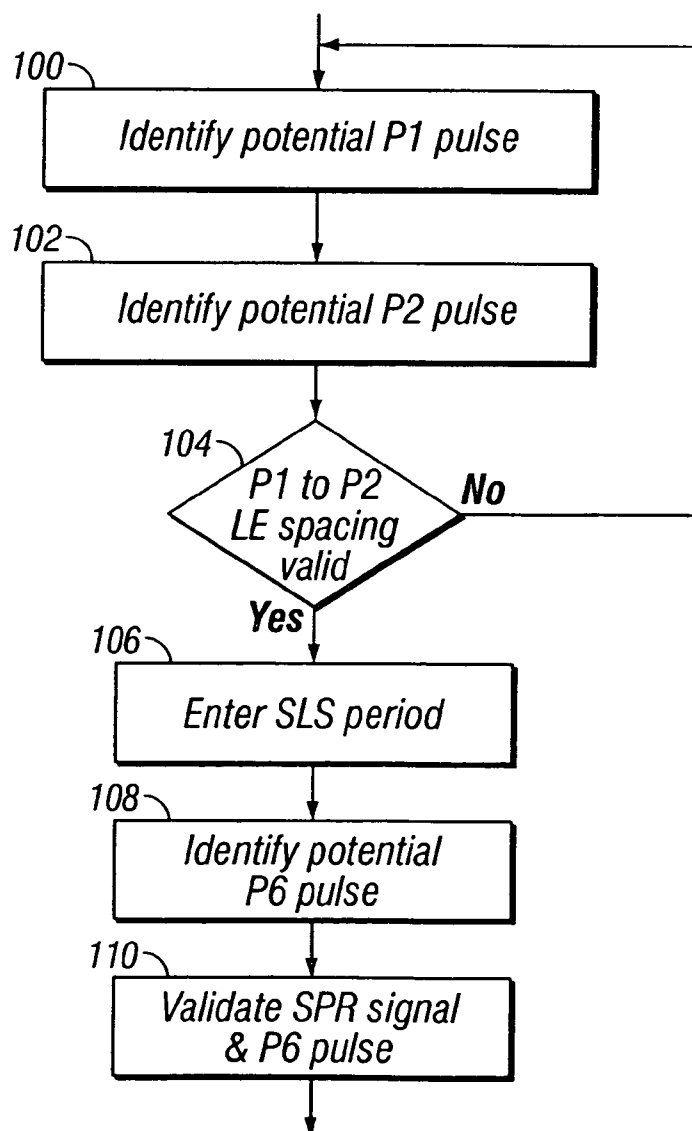 100
Identify potential P1 pulse
102
Identify potential P2 pulse
104
P1 to P2
LE spacing
valid
No
Yes
106
Enter SLS period
108
Identify potential
P6 pulse
110
Validate SPR signal
& P6 pulse